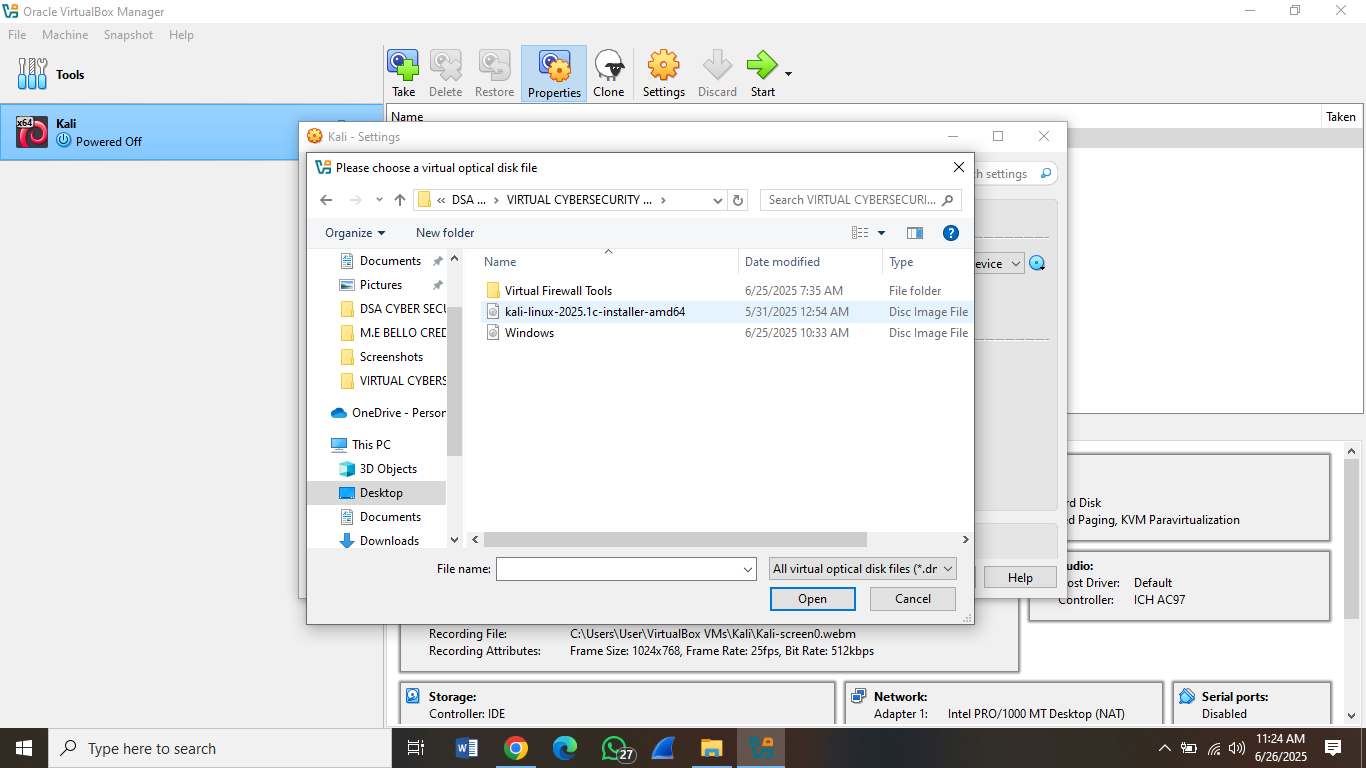 Oracle VirtualBox Manager
File Machine Snapshot Help
Tools
Take Delete Restore Properties Clone Settings Discard Start
Name Taken
x64
Kali
Powered Off
Kali - Settings
Please choose a virtual optical disk file
ch settings
« DSA ... › VIRTUAL CYBERSECURITY ... ›
Search VIRTUAL CYBERSECURI...
Organize New folder
?
Documents
Pictures
DSA CYBER SECU
M.E BELLO CRED
Screenshots
VIRTUAL CYBERS
OneDrive - Person
This PC
3D Objects
Desktop
Documents
Downloads
Name Date modified Type
Virtual Firewall Tools 6/25/2025 7:35 AM File folder
kali-linux-2025.1c-installer-amd64 5/31/2025 12:54 AM Disc Image File
Windows 6/25/2025 10:33 AM Disc Image File
evice
File name:
All virtual optical disk files (*.dr
Open Cancel
Help
rd Disk
ed Paging, KVM Paravirtualization
udio:
ost Driver: Default
Controller: ICH AC97
Recording File: C:\Users\User\VirtualBox VMs\Kali\Kali-screen0.webm
Recording Attributes: Frame Size: 1024x768, Frame Rate: 25fps, Bit Rate: 512kbps
Storage:
Controller: IDE
Network:
Adapter 1: Intel PRO/1000 MT Desktop (NAT)
Serial ports:
Disabled
Type here to search
27
11:24 AM
6/26/2025